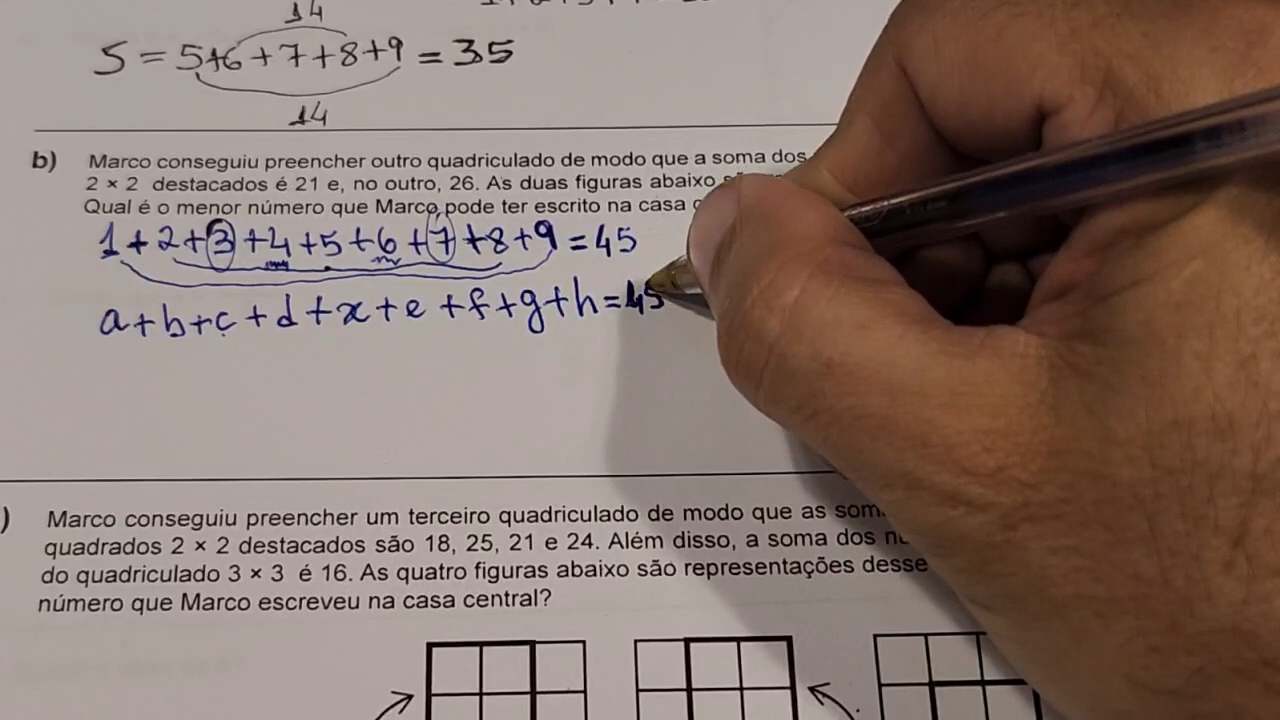 14
S = 5+6+7+8+9 = 35
14
b) Marco conseguiu preencher outro quadriculado de modo que a soma dos
2 × 2 destacados é 21 e, no outro, 26. As duas figuras abaixo
Qual é o menor número que Marco pode ter escrito na casa
1+2+3+4+5+6+7+8+9=45
a+b+c+d+x+e+f+g+h=45
) Marco conseguiu preencher um terceiro quadriculado de modo que as
quadrados 2 × 2 destacados são 18, 25, 21 e 24. Além disso, a soma dos
do quadriculado 3 × 3 é 16. As quatro figuras abaixo são representações desse
número que Marco escreveu na casa central?